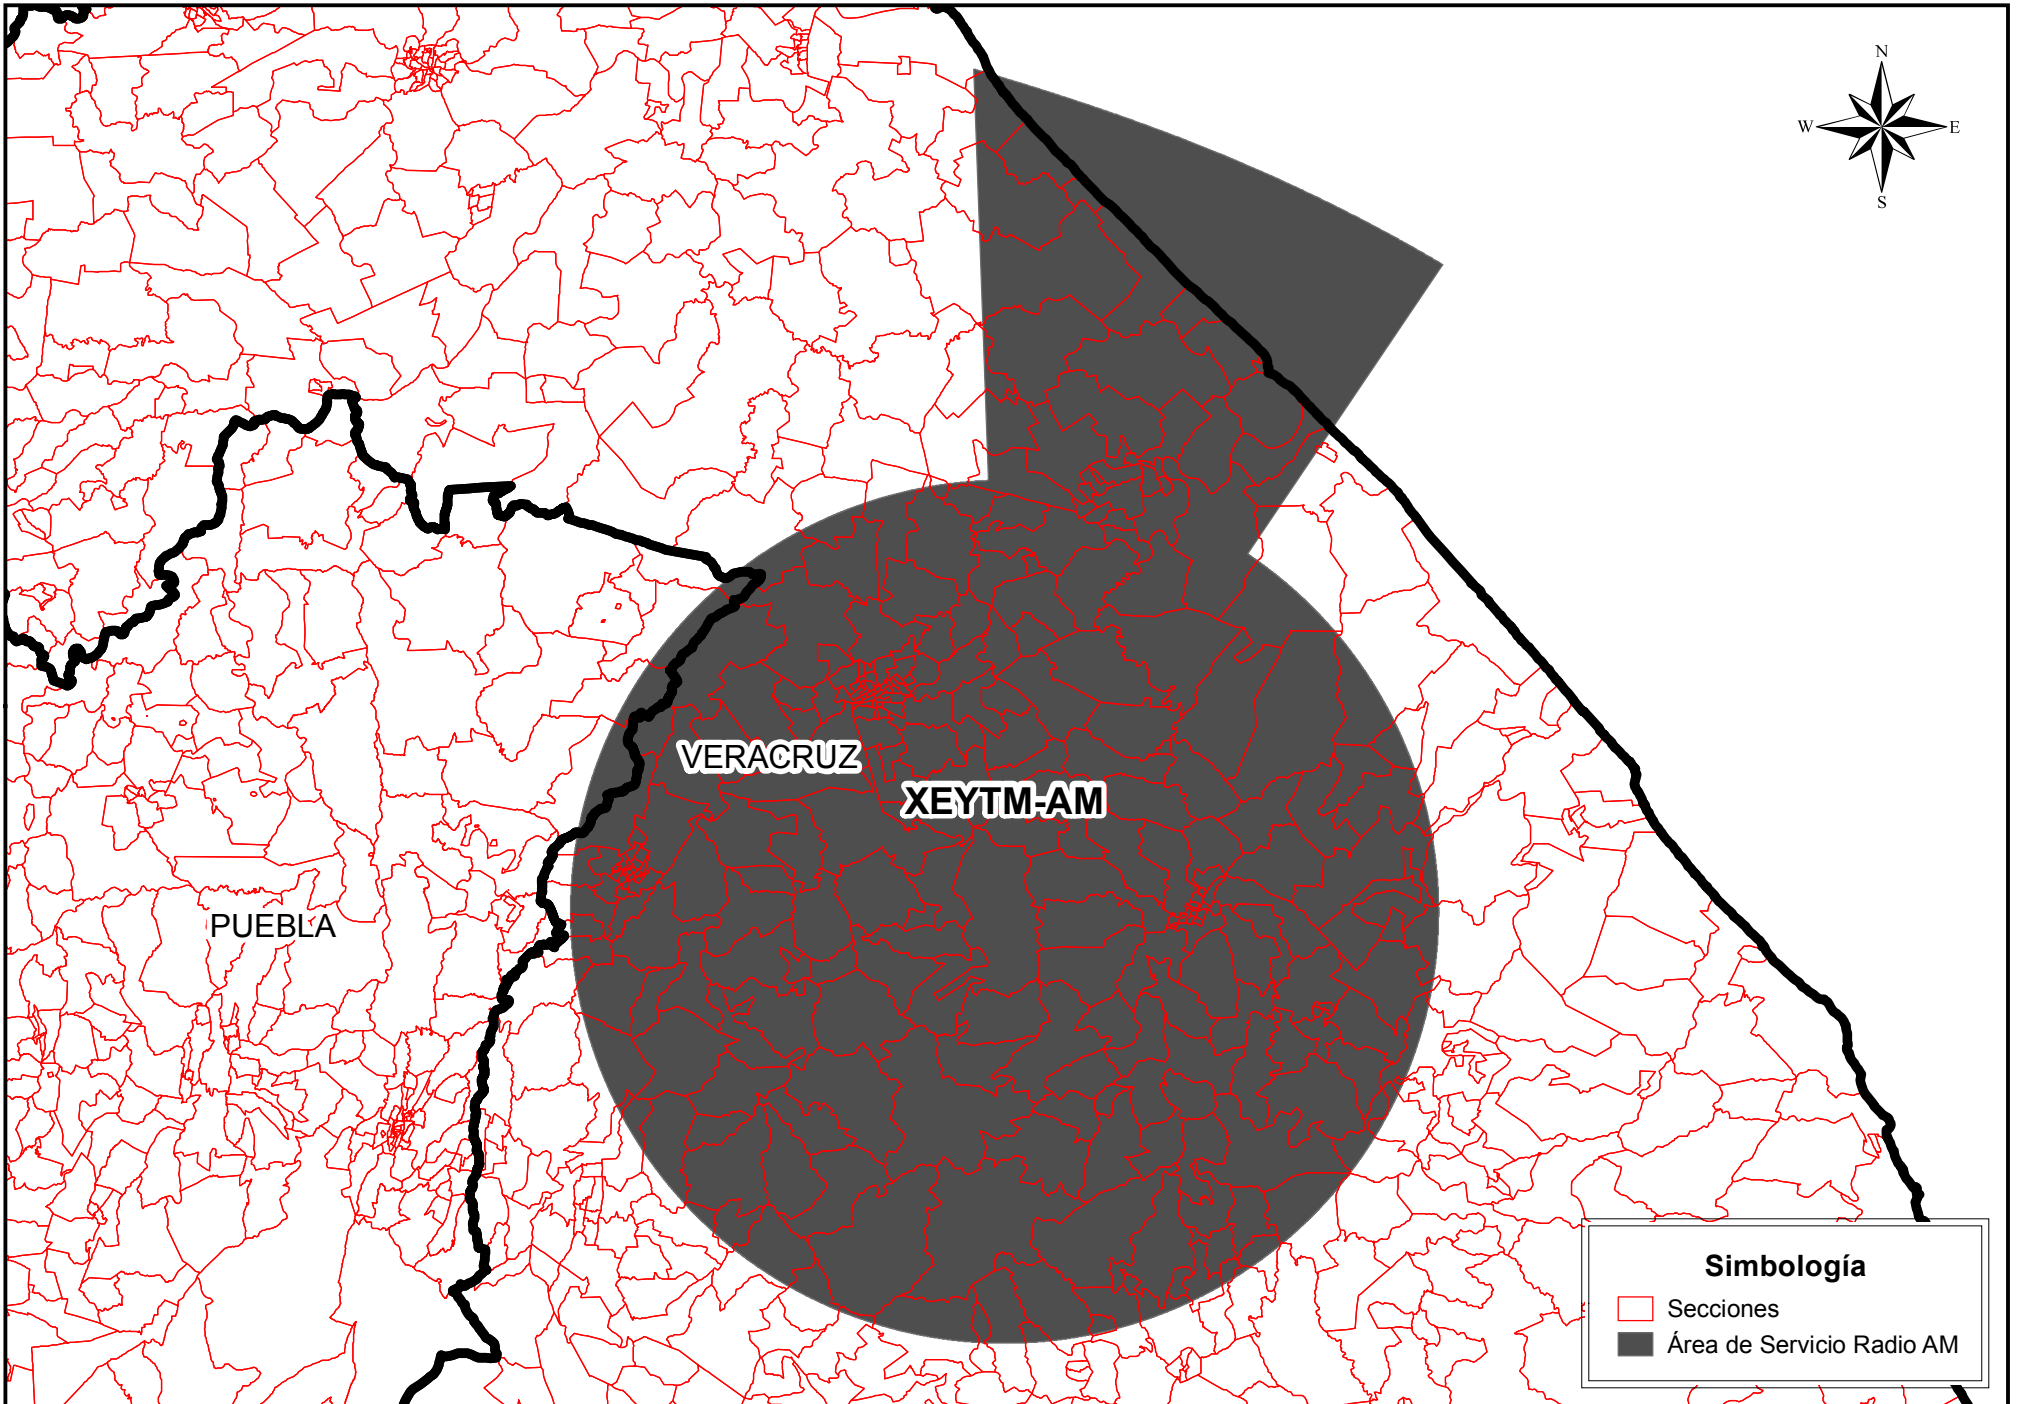 N
W E
S
VERACRUZ
XEYTM-AM
PUEBLA
Simbología
Secciones
Área de Servicio Radio AM